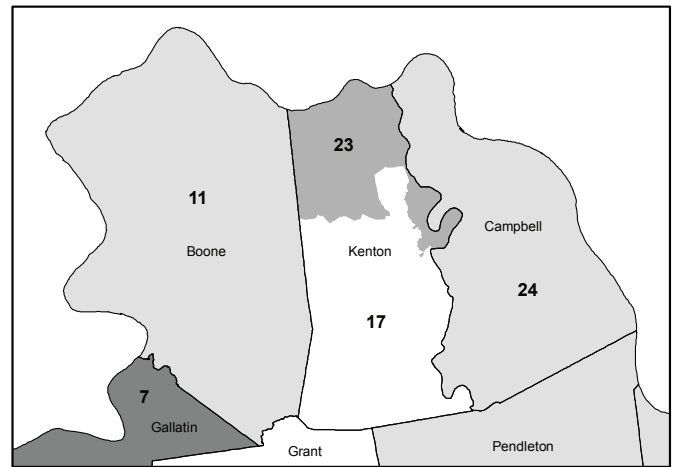 23
11
Campbell
Boone
Kenton
24
17
7
Gallatin
Grant
Pendleton